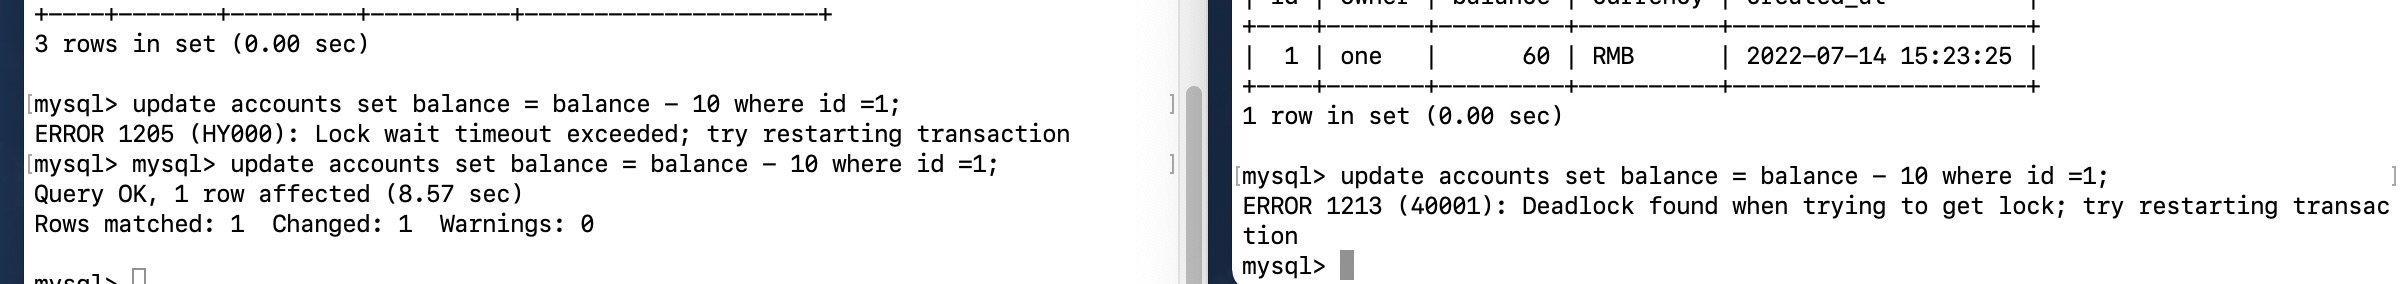 +----+-------+---------+----------+---------------------+
3 rows in set (0.00 sec)
[mysql> update accounts set balance = balance - 10 where id =1; ]
ERROR 1205 (HY000): Lock wait timeout exceeded; try restarting transaction
[mysql> mysql> update accounts set balance = balance - 10 where id =1; ]
Query OK, 1 row affected (8.57 sec)
Rows matched: 1  Changed: 1  Warnings: 0
mysql>
| id | owner | balance | currency | created_at          |
+----+-------+---------+----------+---------------------+
|  1 | one   |      60 | RMB      | 2022-07-14 15:23:25 |
+----+-------+---------+----------+---------------------+
1 row in set (0.00 sec)
[mysql> update accounts set balance = balance - 10 where id =1; ]
ERROR 1213 (40001): Deadlock found when trying to get lock; try restarting transac
tion
mysql>